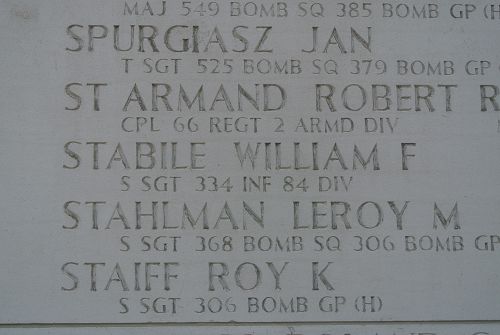 MAJ 549 BOMB SQ 385 BOMB GP (H
SPURGIASZ JAN
T SGT 525 BOMB SQ 379 BOMB GP
ST ARMAND ROBERT R
CPL 66 REGT 2 ARMD DIV
STABILE WILLIAM F
S SGT 334 INF 84 DIV
STAHLMAN LEROY M
S SGT 368 BOMB SQ 306 BOMB GP
STAIFF ROY K
S SGT 306 BOMB GP (H)